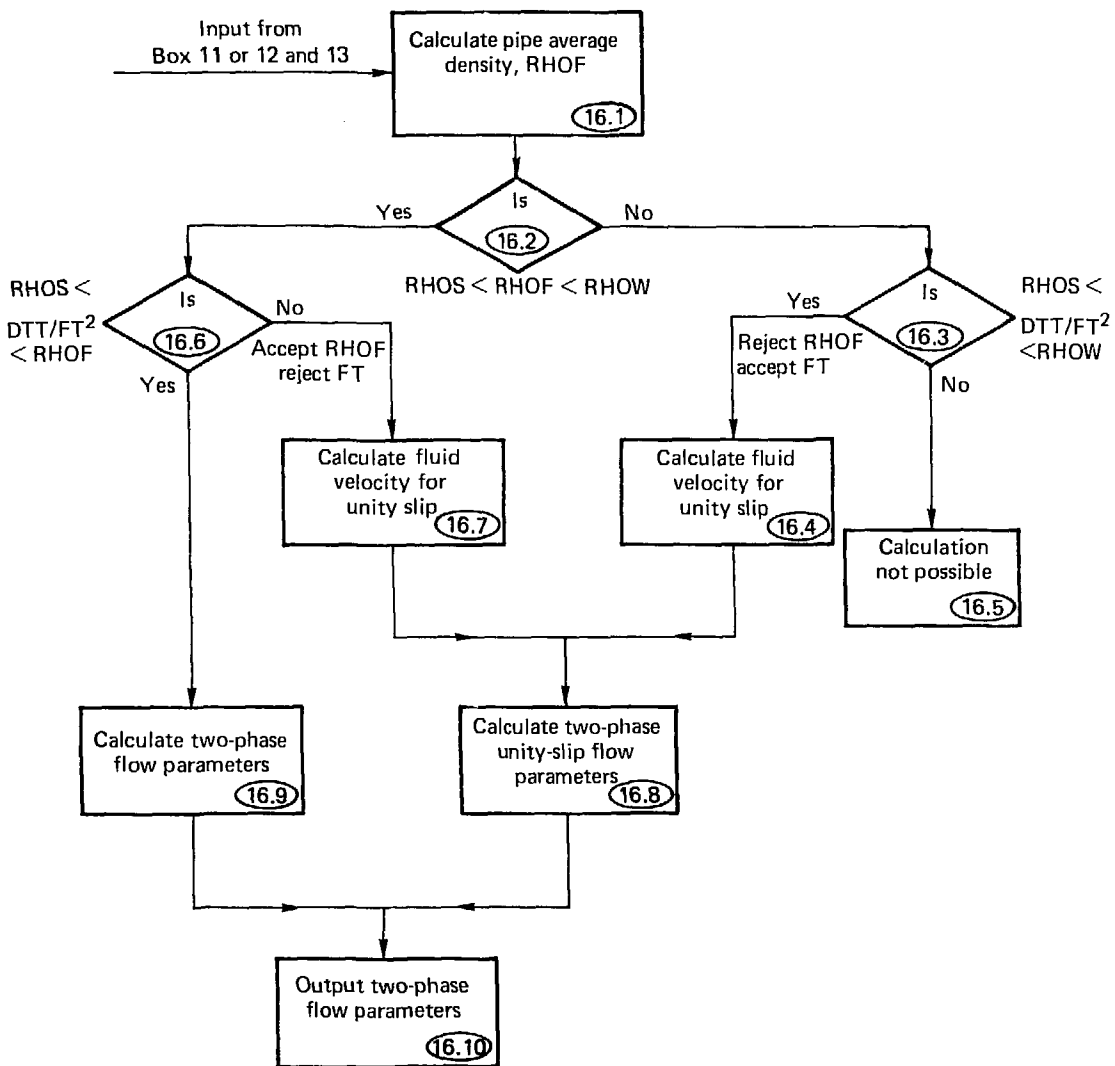 Input from
Box 11 or 12 and 13
Calculate pipe average
density, RHOF
16.1
Is
16.2
Yes
No
RHOS < RHOF < RHOW
RHOS <
DTT/FT²
< RHOF
Is
16.6
No
Accept RHOF
reject FT
Yes
Is
16.3
Yes
Reject RHOF
accept FT
No
RHOS <
DTT/FT²
<RHOW
Calculate fluid
velocity for
unity slip
16.7
Calculate fluid
velocity for
unity slip
16.4
Calculation
not possible
16.5
Calculate two-phase
flow parameters
16.9
Calculate two-phase
unity-slip flow
parameters
16.8
Output two-phase
flow parameters
16.10